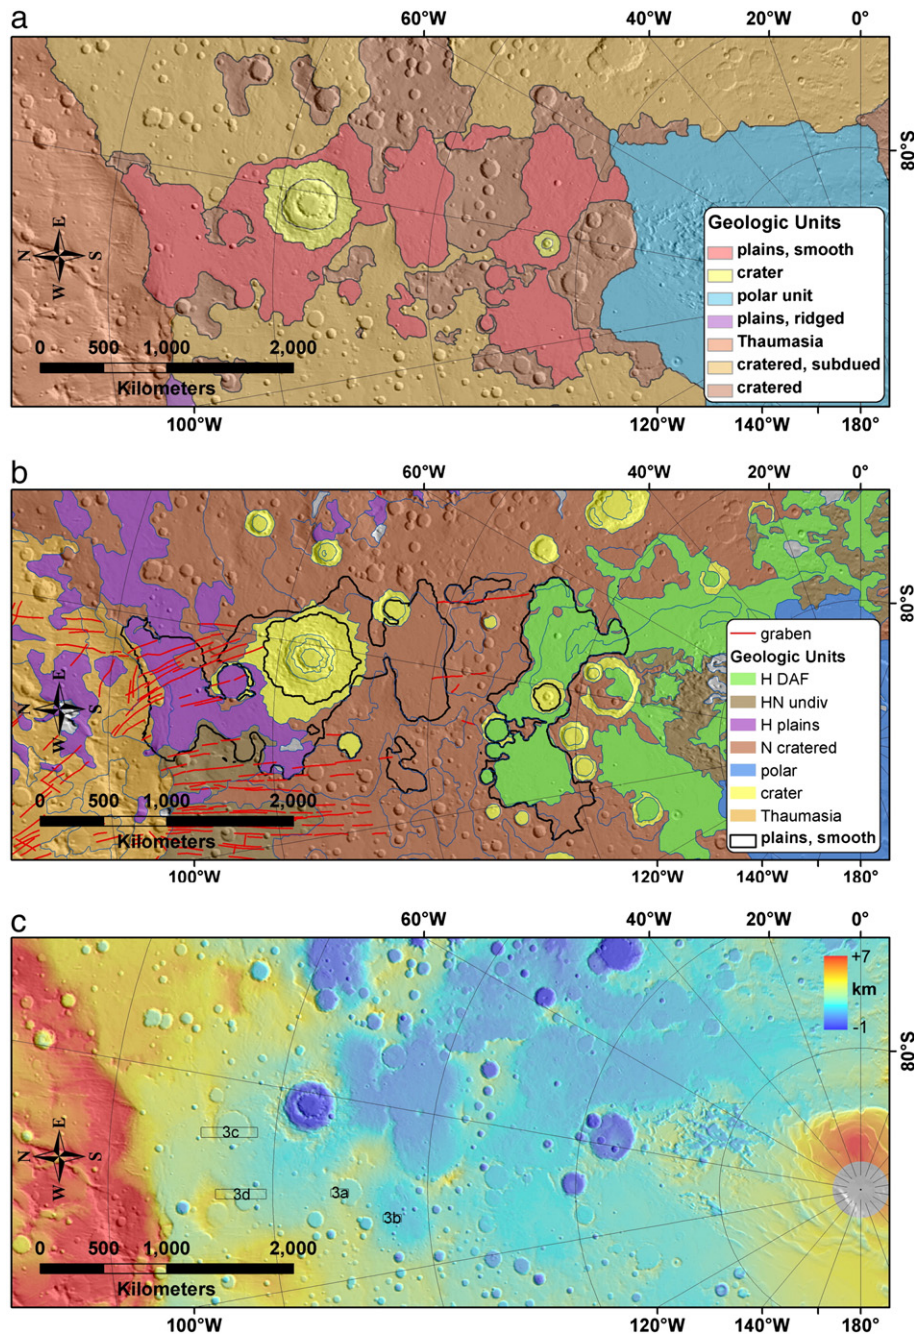 a
60°W 40°W 20°W 0°
80°S
N E S W
Geologic Units
plains, smooth
crater
polar unit
plains, ridged
Thaumasia
cratered, subdued
cratered
0 500 1,000 2,000
Kilometers
100°W 120°W 140°W 180°
b
60°W 40°W 20°W 0°
80°S
N E S W
graben
Geologic Units
H DAF
HN undiv
H plains
N cratered
polar
crater
Thaumasia
plains, smooth
0 500 1,000 2,000
Kilometers
100°W 120°W 140°W 180°
c
60°W 40°W 20°W 0°
+7
km
-1
80°S
3c
N E S W
3d 3a
3b
0 500 1,000 2,000
Kilometers
100°W 120°W 140°W 180°